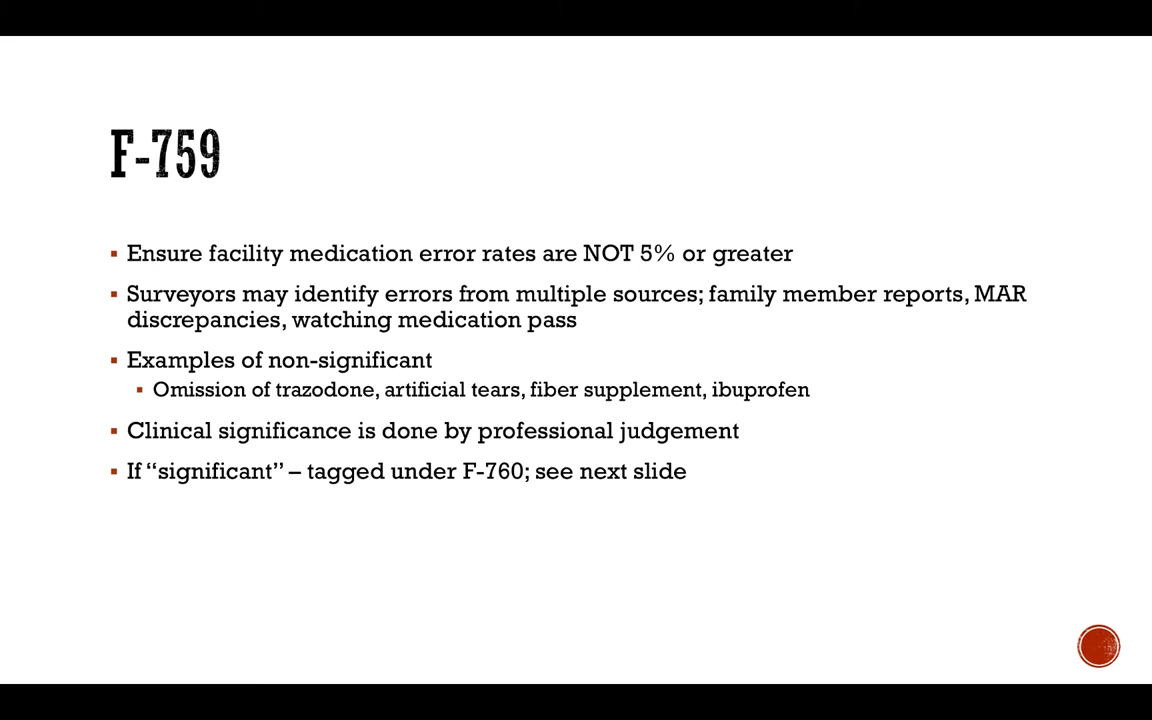 F-759
▪ Ensure facility medication error rates are NOT 5% or greater
▪ Surveyors may identify errors from multiple sources; family member reports, MAR
discrepancies, watching medication pass
▪ Examples of non-significant
▪ Omission of trazodone, artificial tears, fiber supplement, ibuprofen
▪ Clinical significance is done by professional judgement
▪ If “significant” – tagged under F-760; see next slide